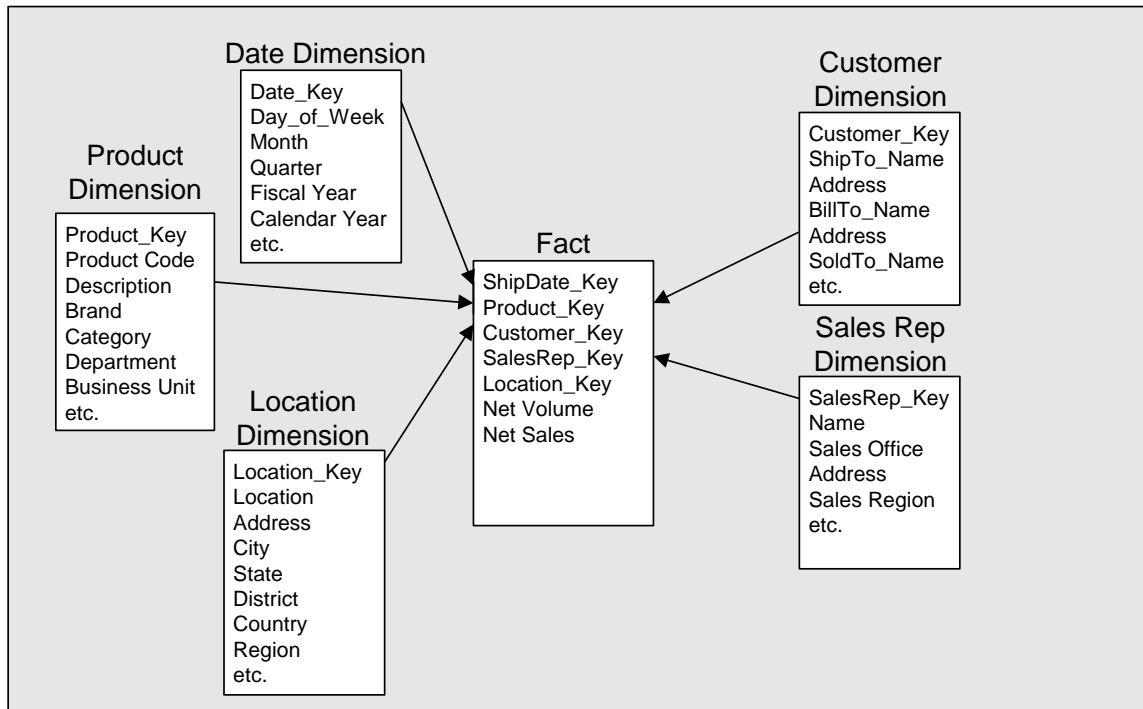 Date Dimension
Date_Key
Day_of_Week
Month
Quarter
Fiscal Year
Calendar Year
etc.
Customer
Dimension
Customer_Key
ShipTo_Name
Address
BillTo_Name
Address
SoldTo_Name
etc.
Product
Dimension
Product_Key
Product Code
Description
Brand
Category
Department
Business Unit
etc.
Fact
ShipDate_Key
Product_Key
Customer_Key
SalesRep_Key
Location_Key
Net Volume
Net Sales
Sales Rep
Dimension
SalesRep_Key
Name
Sales Office
Address
Sales Region
etc.
Location
Dimension
Location_Key
Location
Address
City
State
District
Country
Region
etc.